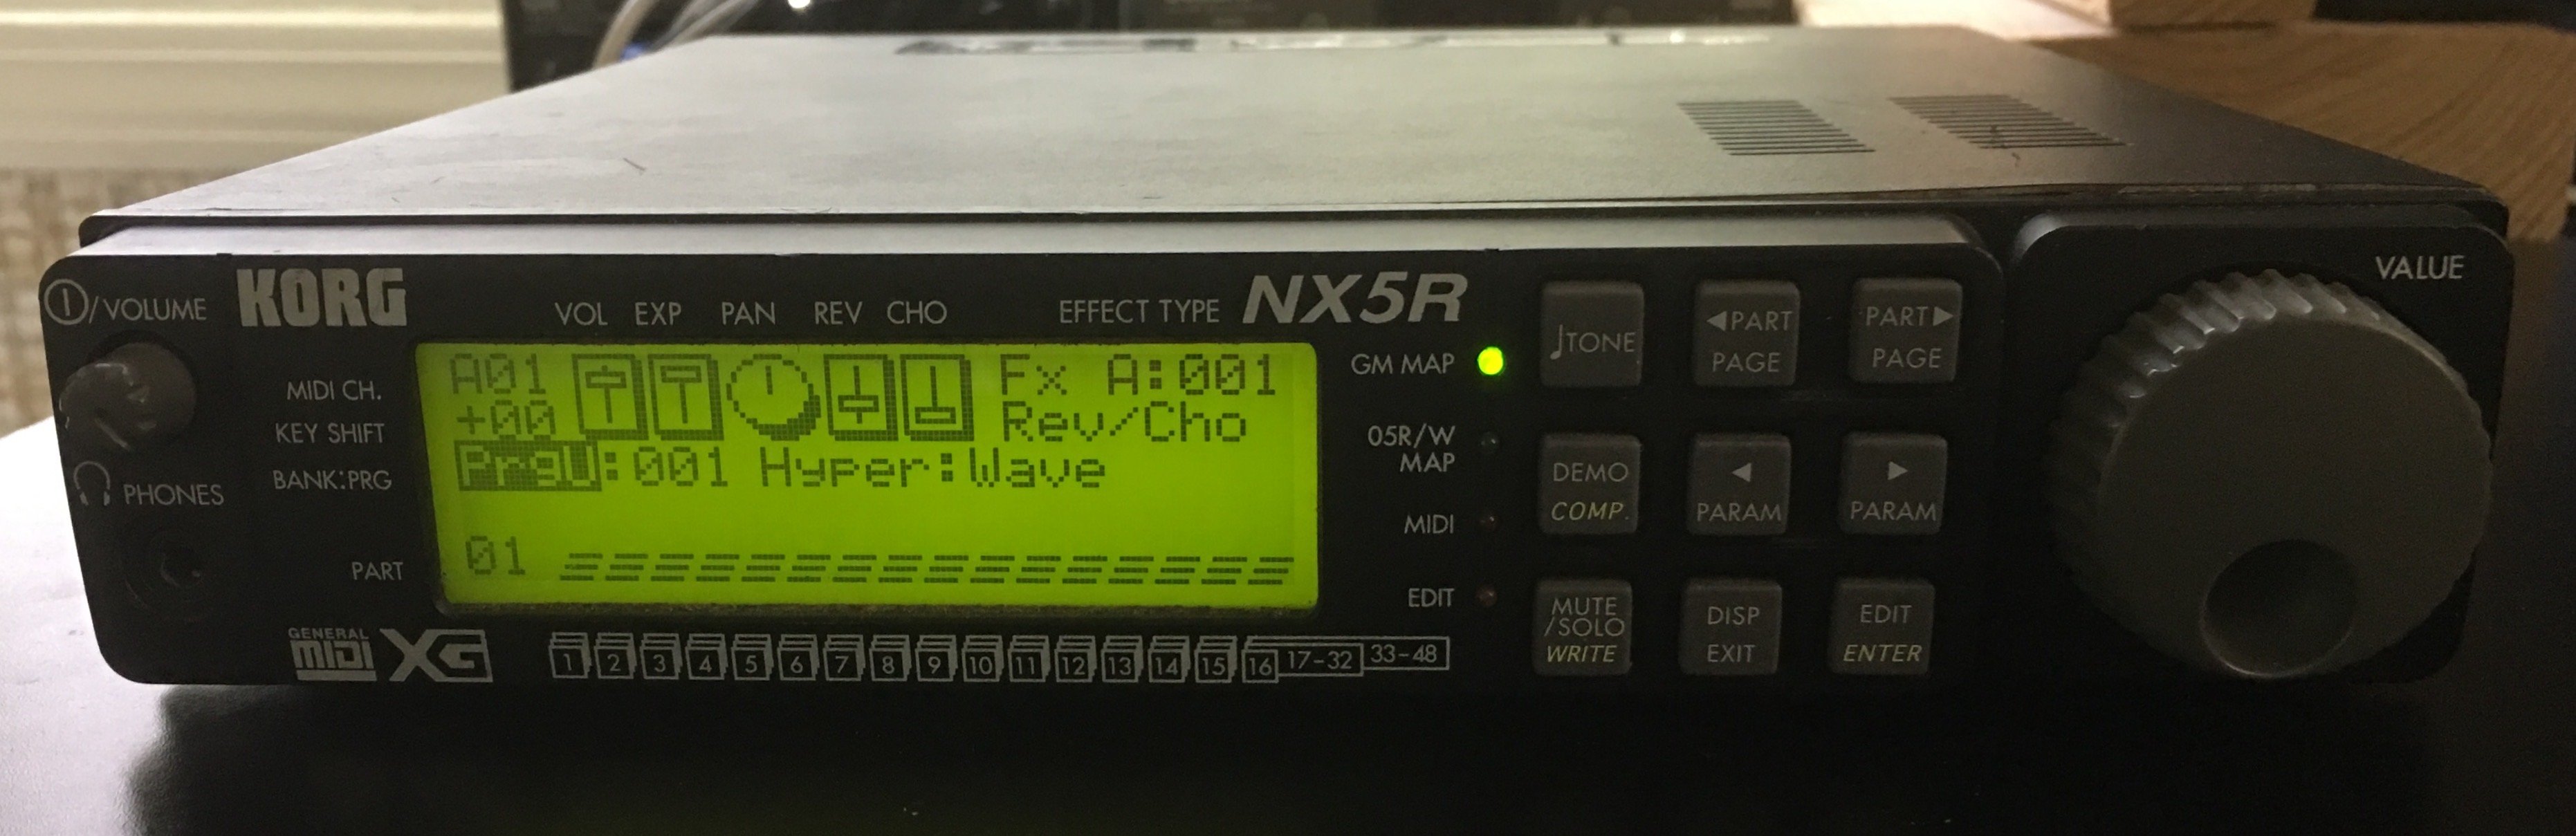 VALUE
KORG
NX5R
/VOLUME
VOL EXP PAN REV CHO EFFECT TYPE
PHONES
MIDI CH.
KEY SHIFT
BANK:PRG
PART
A01
+00
Fx A:001
Rev/Cho
PrgU:001 Hyper:Wave
01
GM MAP
05R/W
MAP
MIDI
EDIT
♩TONE
◀PART
PAGE
PART▶
PAGE
DEMO
COMP.
◀
PARAM
▶
PARAM
MUTE
/SOLO
WRITE
DISP
EXIT
EDIT
ENTER
GENERAL
MIDI
XG
1 2 3 4 5 6 7 8 9 10 11 12 13 14 15 16 17-32 33-48